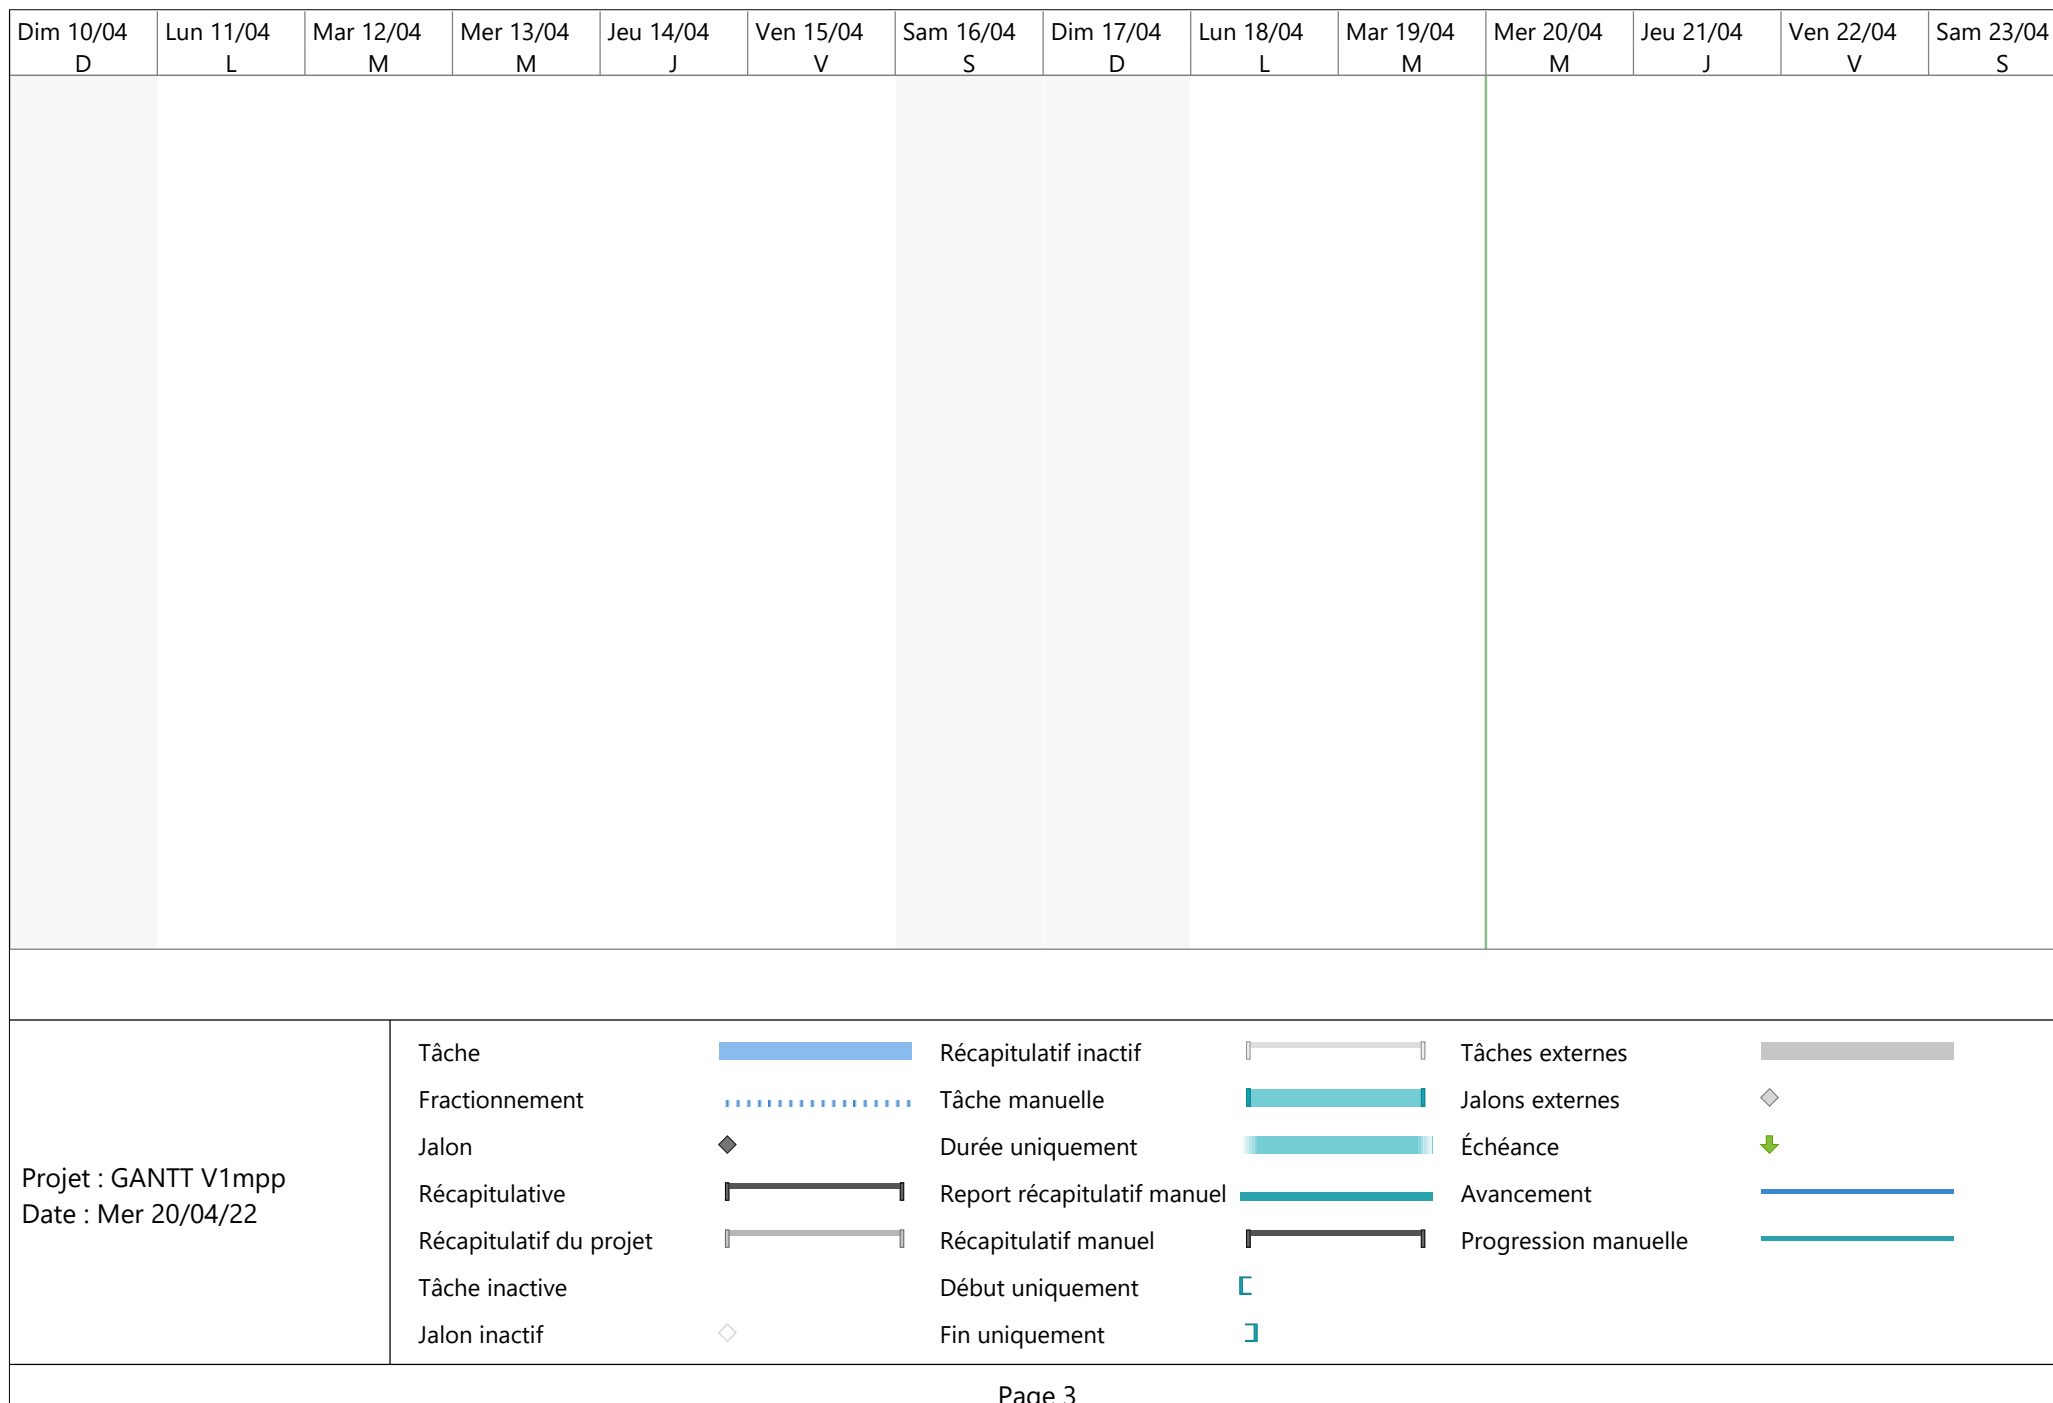 Dim 10/04 Lun 11/04 Mar 12/04 Mer 13/04 Jeu 14/04 Ven 15/04 Sam 16/04 Dim 17/04 Lun 18/04 Mar 19/04 Mer 20/04 Jeu 21/04 Ven 22/04 Sam 23/04
D L M M J V S D L M M J V S
Projet : GANTT V1mpp
Date : Mer 20/04/22
Tâche
Fractionnement
Jalon
Récapitulative
Récapitulatif du projet
Tâche inactive
Jalon inactif
Récapitulatif inactif
Tâche manuelle
Durée uniquement
Report récapitulatif manuel
Récapitulatif manuel
Début uniquement
Fin uniquement
Tâches externes
Jalons externes
Échéance
Avancement
Progression manuelle
Page 3